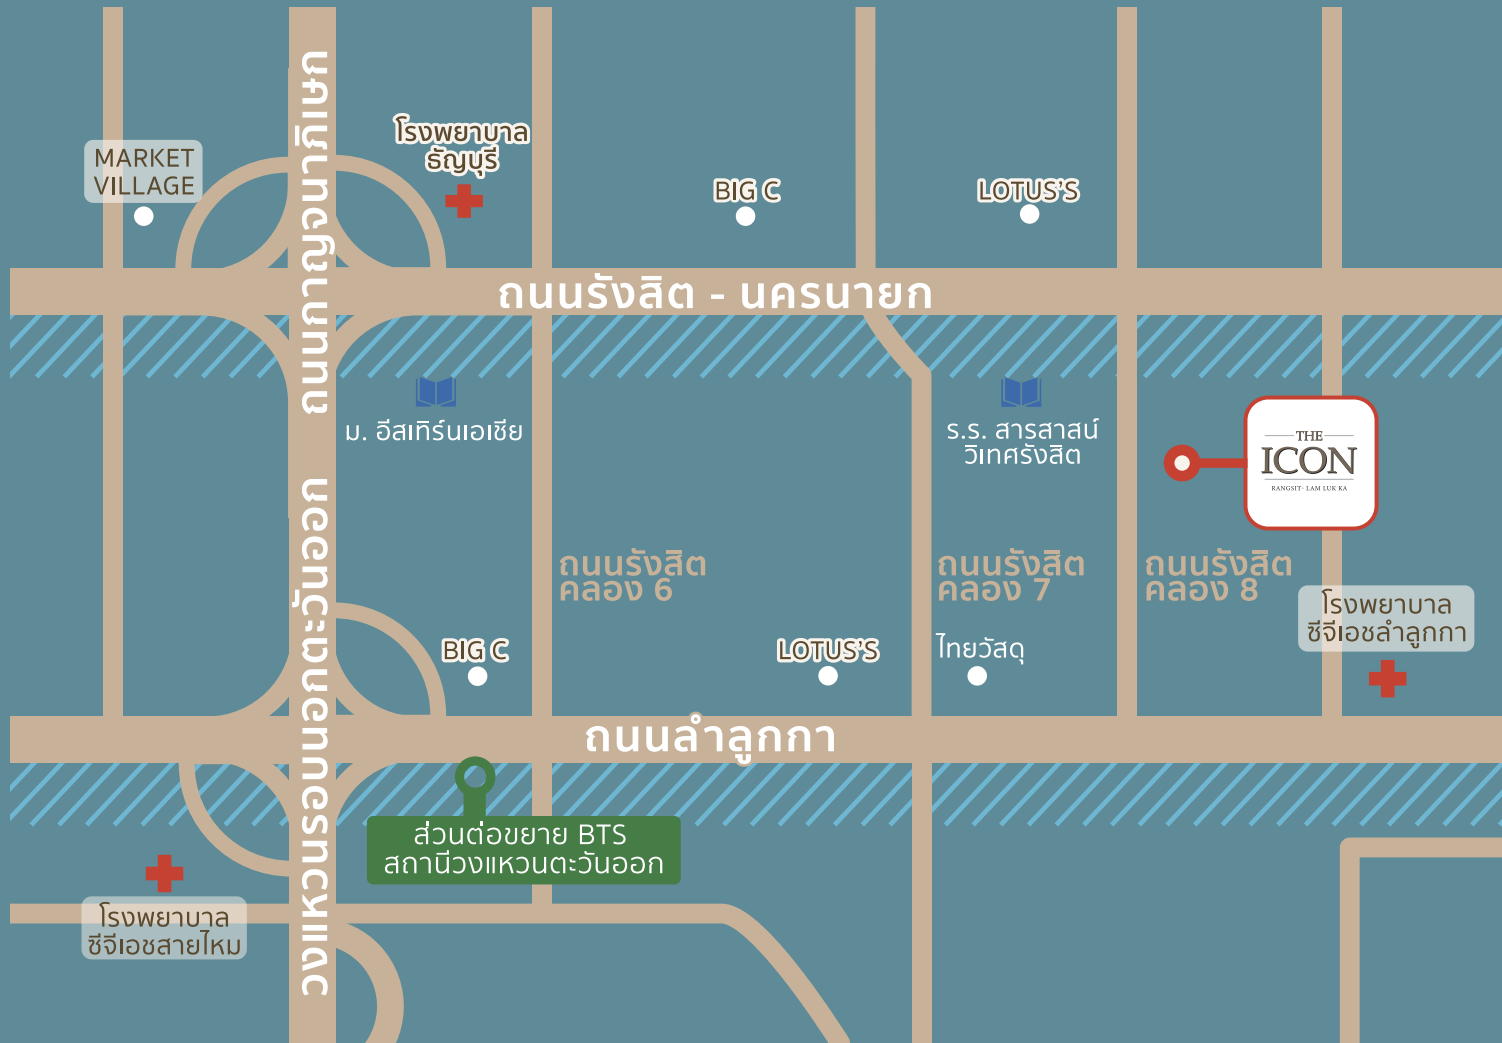 MARKET
VILLAGE
โรงพยาบาล
ธัญบุรี
BIG C
LOTUS'S
ถนนกาญจนาภิเษก
ถนนรังสิต - นครนายก
ม. อีสเทิร์นเอเชีย
ร.ร. สารสาสน์
วิเทศรังสิต
THE
ICON
RANGSIT- LAM LUK KA
วงแหวนกาญจนาภิเษกตะวันออก
ถนนรังสิต
คลอง 6
ถนนรังสิต
คลอง 7
ถนนรังสิต
คลอง 8
โรงพยาบาล
ซีจีเอชลำลูกกา
BIG C
LOTUS'S
ไทยวัสดุ
ถนนลำลูกกา
ส่วนต่อขยาย BTS
สถานีวงแหวนตะวันออก
โรงพยาบาล
ซีจีเอชสายไหม